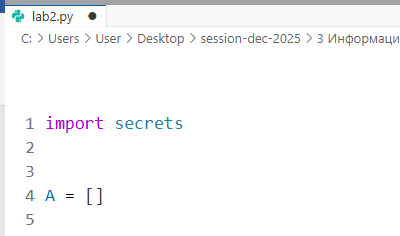 lab2.py
C: > Users > User > Desktop > session-dec-2025 > 3 Информаци
1 import secrets
2
3
4 A = []
5